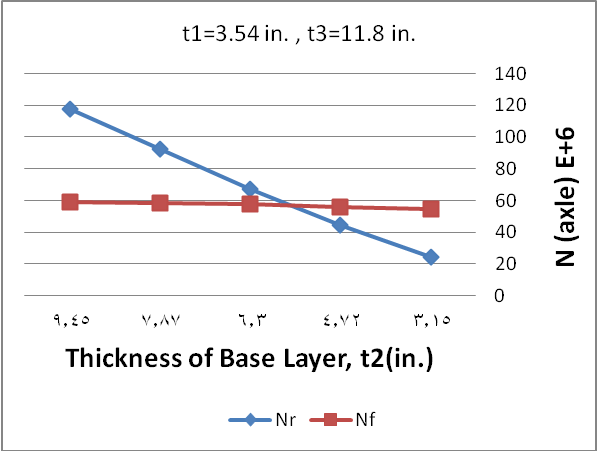 t1=3.54 in. , t3=11.8 in.
140
120
100
80
60
40
20
0
N (axle) E+6
٩,٤٥ ٧,٨٧ ٦,٣ ٤,٧٢ ٣,١٥
Thickness of Base Layer, t2(in.)
Nr Nf